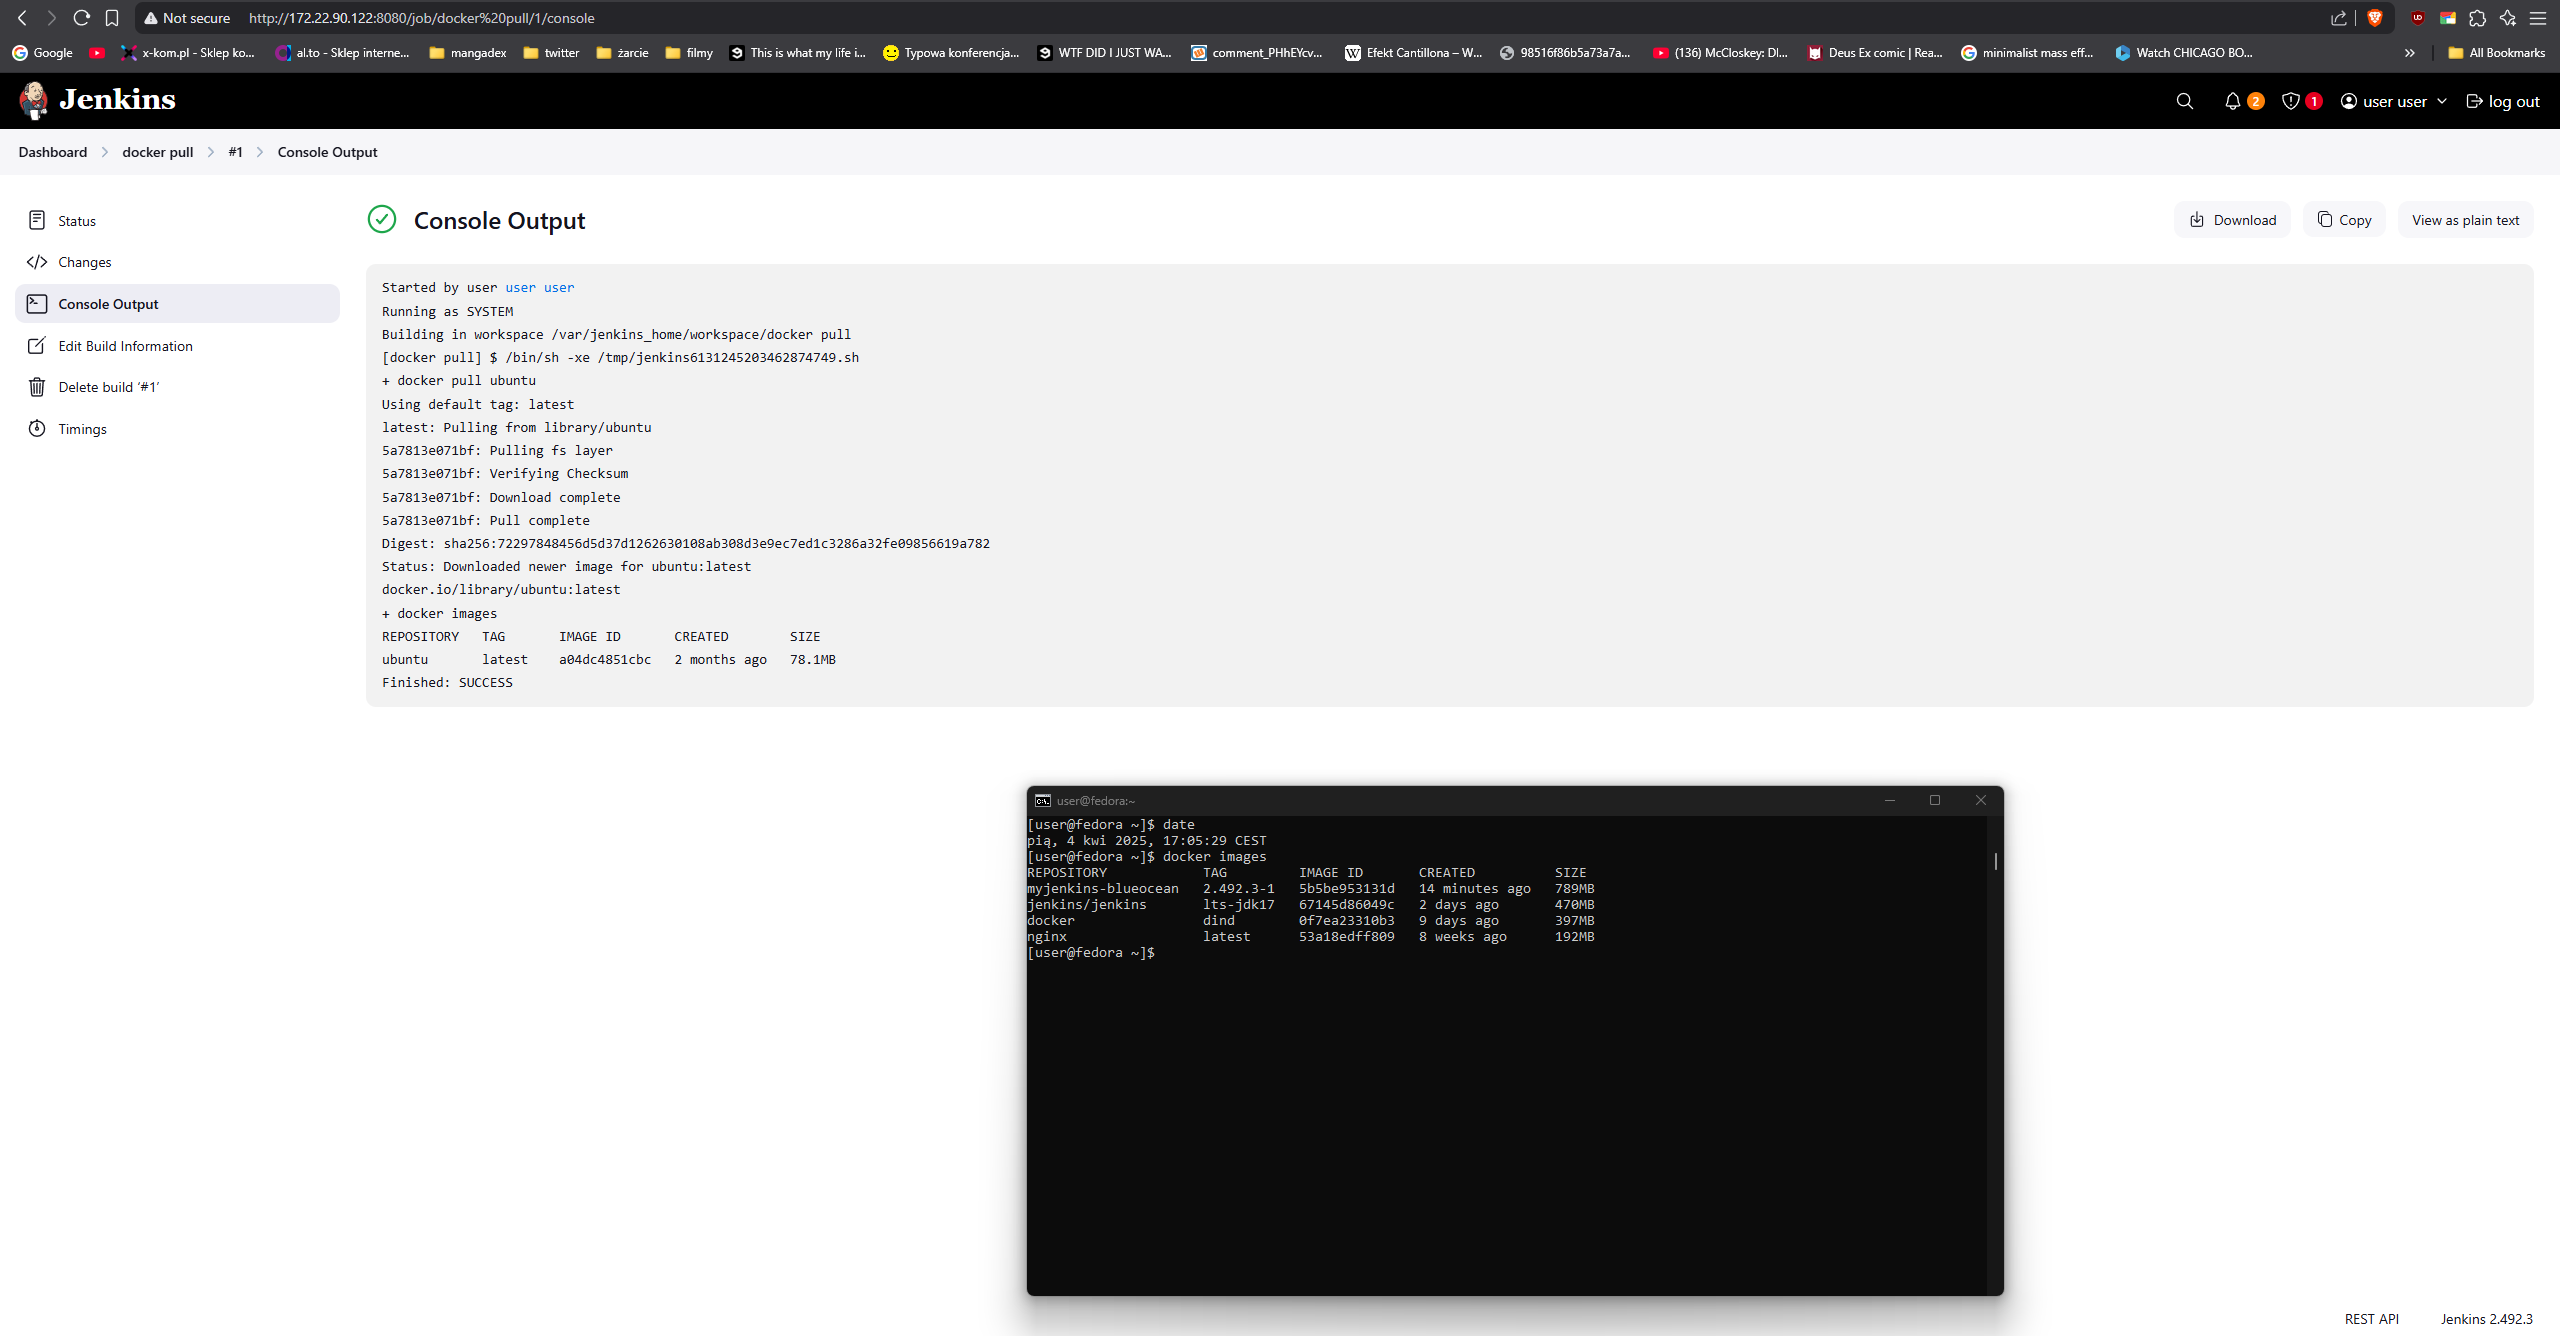 Not secure http://172.22.90.122:8080/job/docker%20pull/1/console
Google x-kom.pl - Sklep ko... al.to - Sklep interne... mangadex twitter żarcie filmy This is what my life i... Typowa konferencja... WTF DID I JUST WA... comment_PHhEYcv... Efekt Cantillona – W... 98516f86b5a73a7a... (136) McCloskey: Dl... Deus Ex comic | Rea... minimalist mass eff... Watch CHICAGO BO... » All Bookmarks
Jenkins 2 1 user user log out
Dashboard docker pull #1 Console Output
Status
Changes
Console Output
Edit Build Information
Delete build ‘#1’
Timings
Console Output
Download Copy View as plain text
Started by user user user
Running as SYSTEM
Building in workspace /var/jenkins_home/workspace/docker pull
[docker pull] $ /bin/sh -xe /tmp/jenkins6131245203462874749.sh
+ docker pull ubuntu
Using default tag: latest
latest: Pulling from library/ubuntu
5a7813e071bf: Pulling fs layer
5a7813e071bf: Verifying Checksum
5a7813e071bf: Download complete
5a7813e071bf: Pull complete
Digest: sha256:72297848456d5d37d1262630108ab308d3e9ec7ed1c3286a32fe09856619a782
Status: Downloaded newer image for ubuntu:latest
docker.io/library/ubuntu:latest
+ docker images
REPOSITORY TAG IMAGE ID CREATED SIZE
ubuntu latest a04dc4851cbc 2 months ago 78.1MB
Finished: SUCCESS
user@fedora:~
[user@fedora ~]$ date
pią, 4 kwi 2025, 17:05:29 CEST
[user@fedora ~]$ docker images
REPOSITORY TAG IMAGE ID CREATED SIZE
myjenkins-blueocean 2.492.3-1 5b5be953131d 14 minutes ago 789MB
jenkins/jenkins lts-jdk17 67145d86049c 2 days ago 470MB
docker dind 0f7ea23310b3 9 days ago 397MB
nginx latest 53a18edff809 8 weeks ago 192MB
[user@fedora ~]$
REST API Jenkins 2.492.3